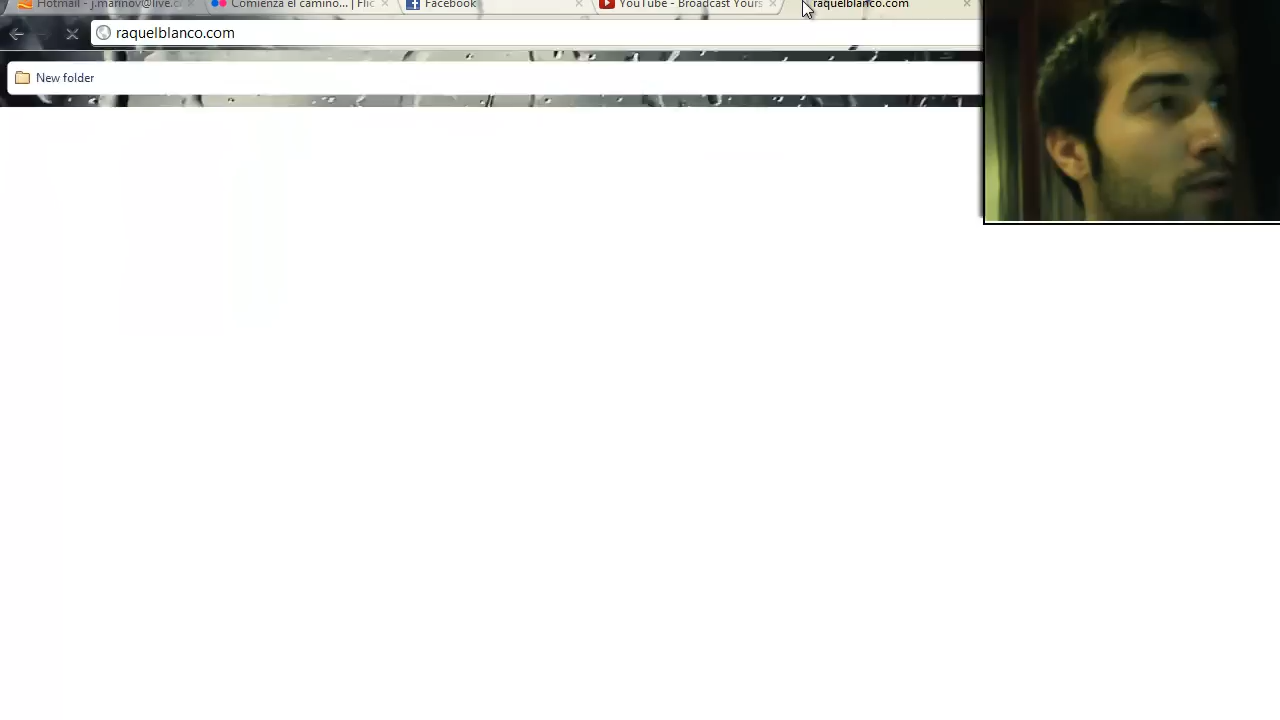 Hotmail - j.marinov@live.c
Comienza el camino... | Flic
Facebook
YouTube - Broadcast Yours
raquelblanco.com
raquelblanco.com
New folder